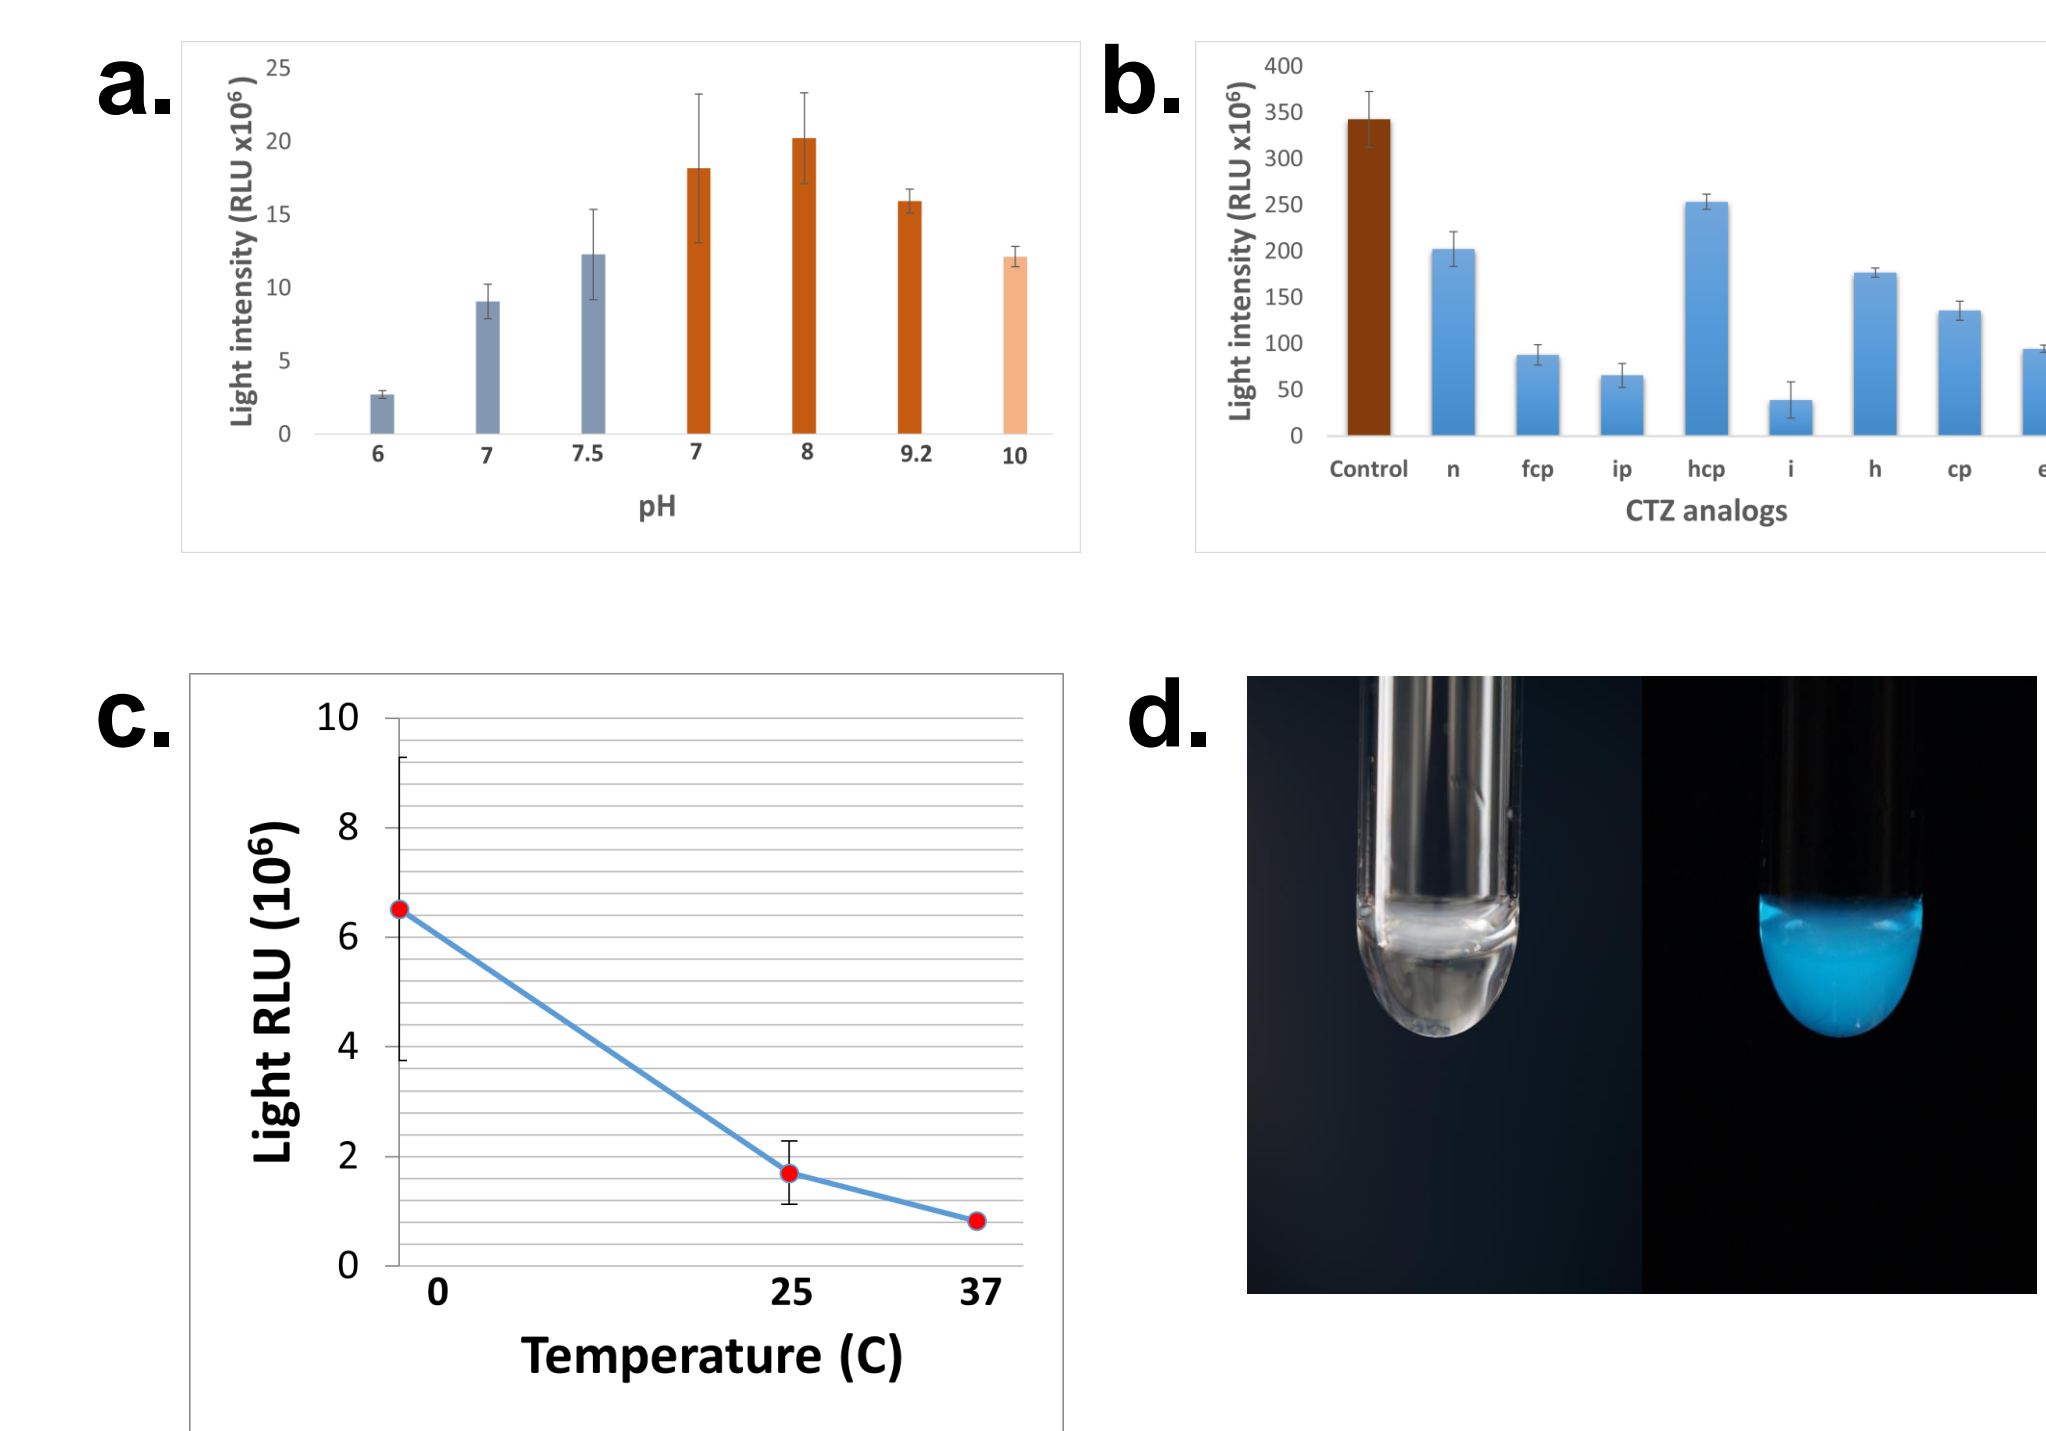 a.
Light intensity (RLU x10⁶ )
25
20
15
10
5
0
6 7 7.5 7 8 9.2 10
pH
b.
Light intensity (RLU x10⁶)
400
350
300
250
200
150
100
50
0
Control n fcp ip hcp i h cp e
CTZ analogs
c.
Light RLU (10⁶)
10
8
6
4
2
0
0 25 37
Temperature (C)
d.